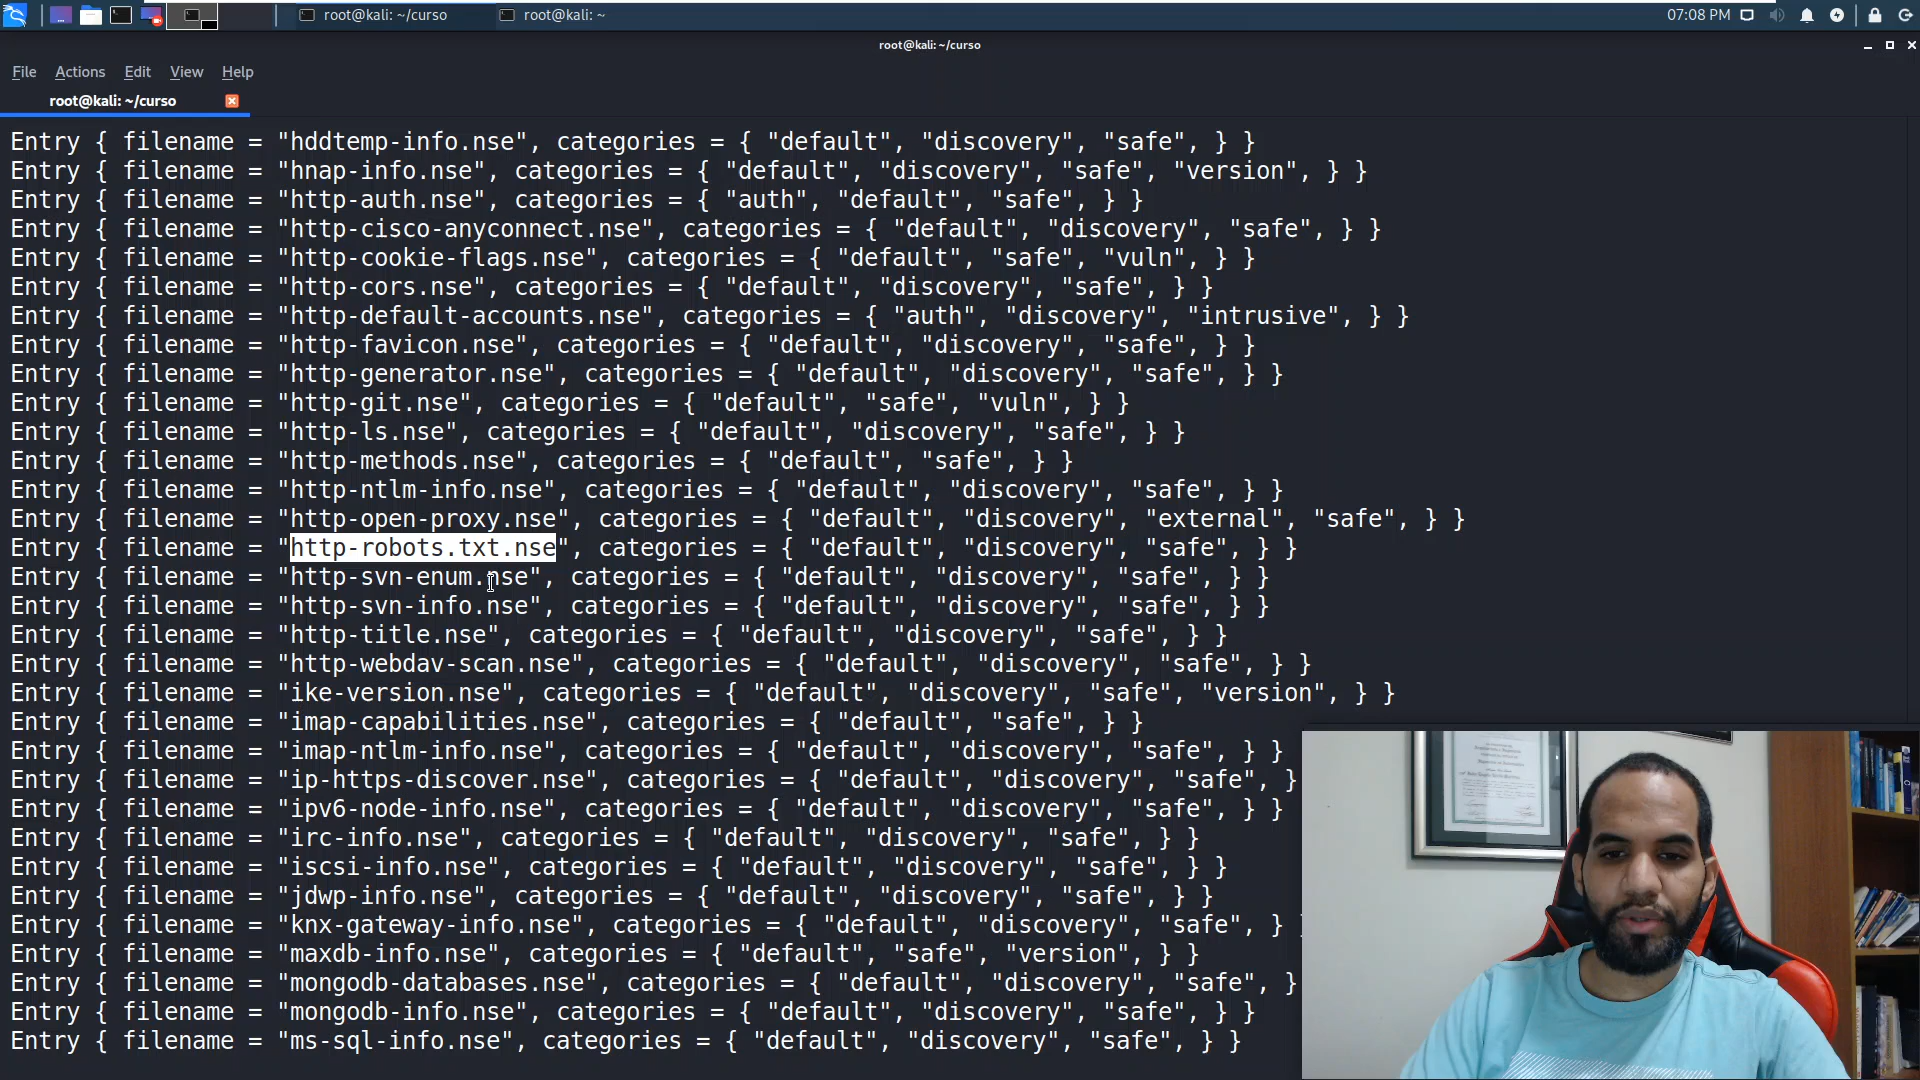 root@kali: ~/curso
root@kali: ~
07:08 PM
root@kali: ~/curso
File Actions Edit View Help
root@kali: ~/curso
Entry { filename = "hddtemp-info.nse", categories = { "default", "discovery", "safe", } }
Entry { filename = "hnap-info.nse", categories = { "default", "discovery", "safe", "version", } }
Entry { filename = "http-auth.nse", categories = { "auth", "default", "safe", } }
Entry { filename = "http-cisco-anyconnect.nse", categories = { "default", "discovery", "safe", } }
Entry { filename = "http-cookie-flags.nse", categories = { "default", "safe", "vuln", } }
Entry { filename = "http-cors.nse", categories = { "default", "discovery", "safe", } }
Entry { filename = "http-default-accounts.nse", categories = { "auth", "discovery", "intrusive", } }
Entry { filename = "http-favicon.nse", categories = { "default", "discovery", "safe", } }
Entry { filename = "http-generator.nse", categories = { "default", "discovery", "safe", } }
Entry { filename = "http-git.nse", categories = { "default", "safe", "vuln", } }
Entry { filename = "http-ls.nse", categories = { "default", "discovery", "safe", } }
Entry { filename = "http-methods.nse", categories = { "default", "safe", } }
Entry { filename = "http-ntlm-info.nse", categories = { "default", "discovery", "safe", } }
Entry { filename = "http-open-proxy.nse", categories = { "default", "discovery", "external", "safe", } }
Entry { filename = "http-robots.txt.nse", categories = { "default", "discovery", "safe", } }
Entry { filename = "http-svn-enum.nse", categories = { "default", "discovery", "safe", } }
Entry { filename = "http-svn-info.nse", categories = { "default", "discovery", "safe", } }
Entry { filename = "http-title.nse", categories = { "default", "discovery", "safe", } }
Entry { filename = "http-webdav-scan.nse", categories = { "default", "discovery", "safe", } }
Entry { filename = "ike-version.nse", categories = { "default", "discovery", "safe", "version", } }
Entry { filename = "imap-capabilities.nse", categories = { "default", "safe", } }
Entry { filename = "imap-ntlm-info.nse", categories = { "default", "discovery", "safe", } }
Entry { filename = "ip-https-discover.nse", categories = { "default", "discovery", "safe", }
Entry { filename = "ipv6-node-info.nse", categories = { "default", "discovery", "safe", } }
Entry { filename = "irc-info.nse", categories = { "default", "discovery", "safe", } }
Entry { filename = "iscsi-info.nse", categories = { "default", "discovery", "safe", } }
Entry { filename = "jdwp-info.nse", categories = { "default", "discovery", "safe", } }
Entry { filename = "knx-gateway-info.nse", categories = { "default", "discovery", "safe", }
Entry { filename = "maxdb-info.nse", categories = { "default", "safe", "version", } }
Entry { filename = "mongodb-databases.nse", categories = { "default", "discovery", "safe", }
Entry { filename = "mongodb-info.nse", categories = { "default", "discovery", "safe", } }
Entry { filename = "ms-sql-info.nse", categories = { "default", "discovery", "safe", } }